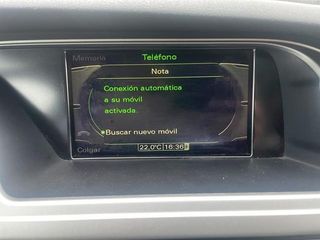 Memoria
Teléfono
Nota
Conexión automática
a su móvil
activada.
Buscar nuevo móvil
Colgar
22,0°C 16:36